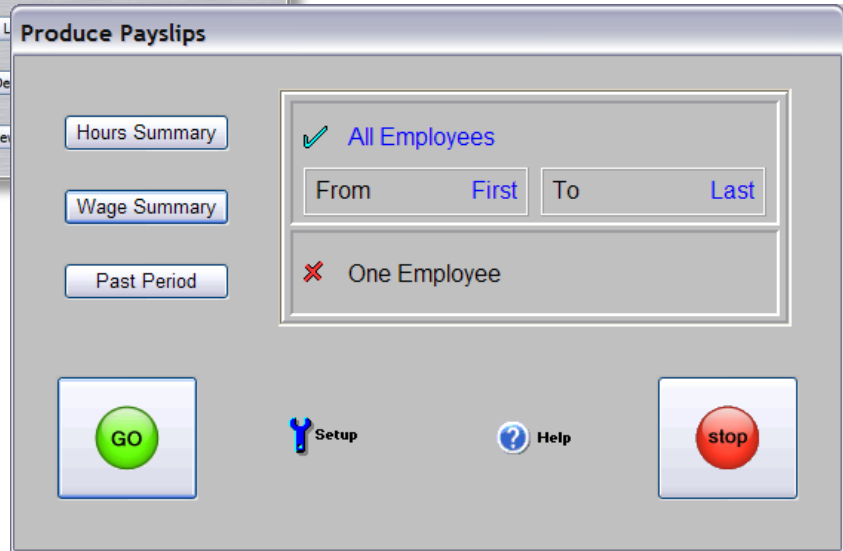 Produce Payslips
Hours Summary
Wage Summary
Past Period
All Employees
From First To Last
One Employee
GO
Setup
Help
stop